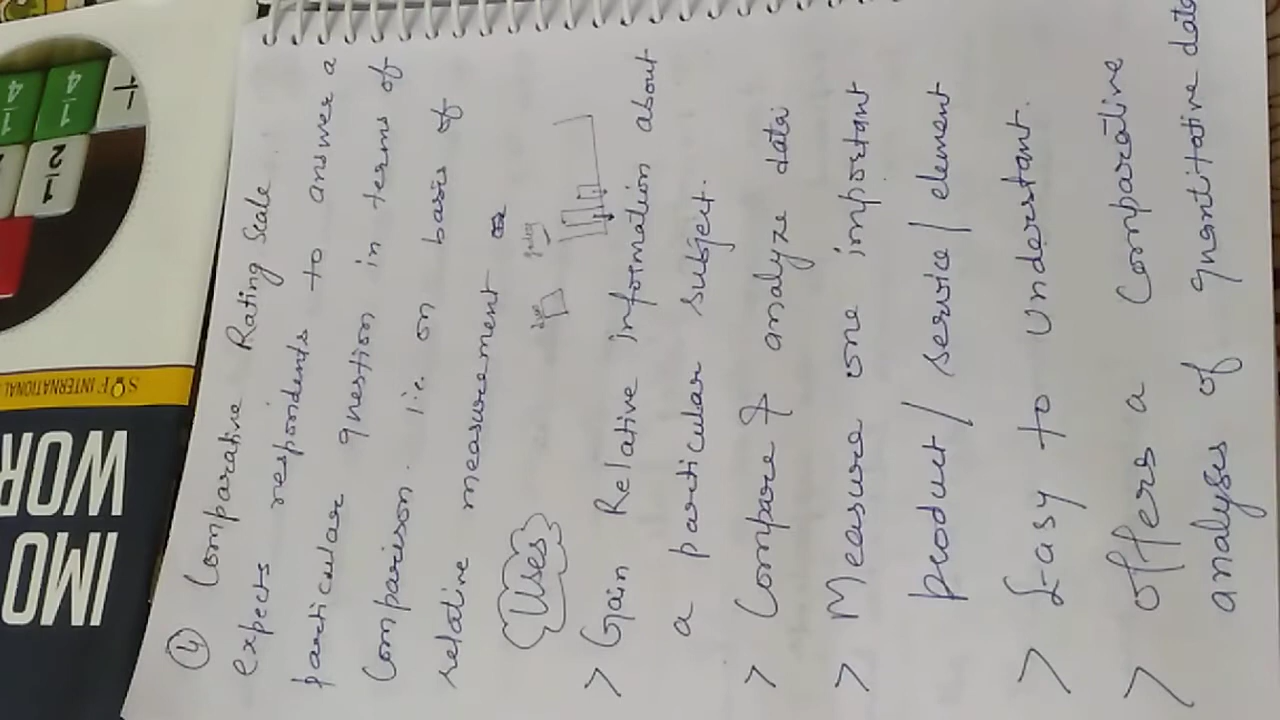 ④ Comparative Rating Scale
expects respondents to answer a
particular question in terms of
Comparison. i.e. on basis of
relative measurement
Uses
> Gain Relative information about
a particular subject.
> Compare & analyze data
> Measure one important
product / service / element
> Easy to understant.
> offers a Comparative
analyses of quantitative data
SOF INTERNATIONAL
IMO
WOR